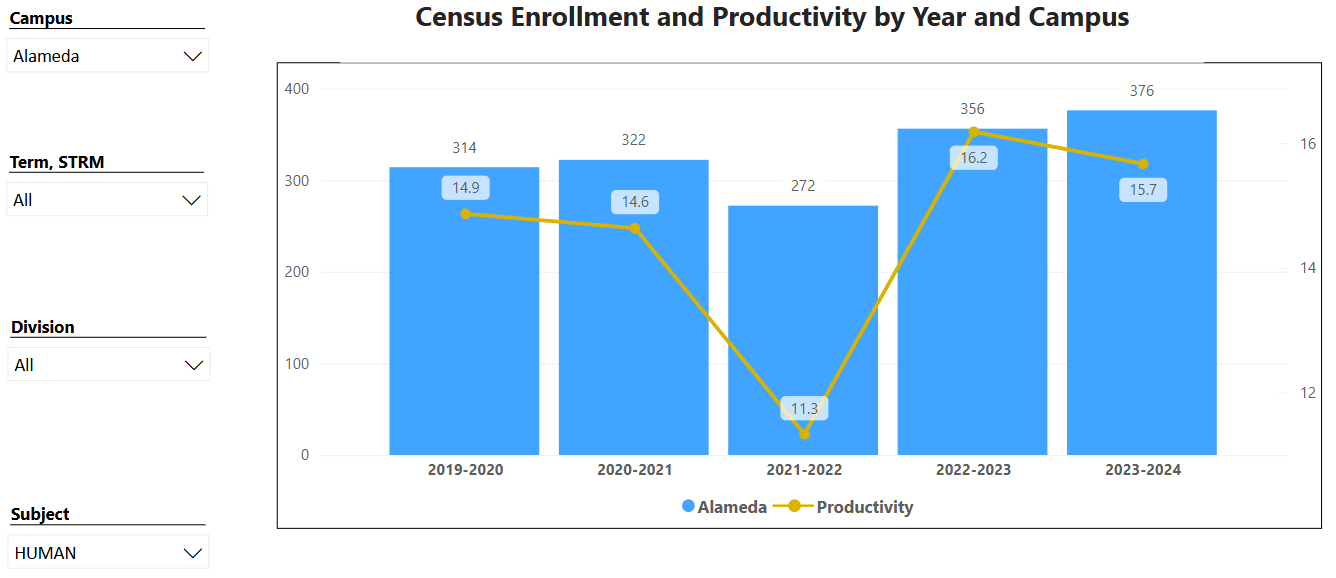 Census Enrollment and Productivity by Year and Campus
Campus
Alameda
Term, STRM
All
Division
All
Subject
HUMAN
400
300
200
100
0
314
322
272
356
376
14.9
14.6
11.3
16.2
15.7
16
14
12
2019-2020
2020-2021
2021-2022
2022-2023
2023-2024
Alameda
Productivity